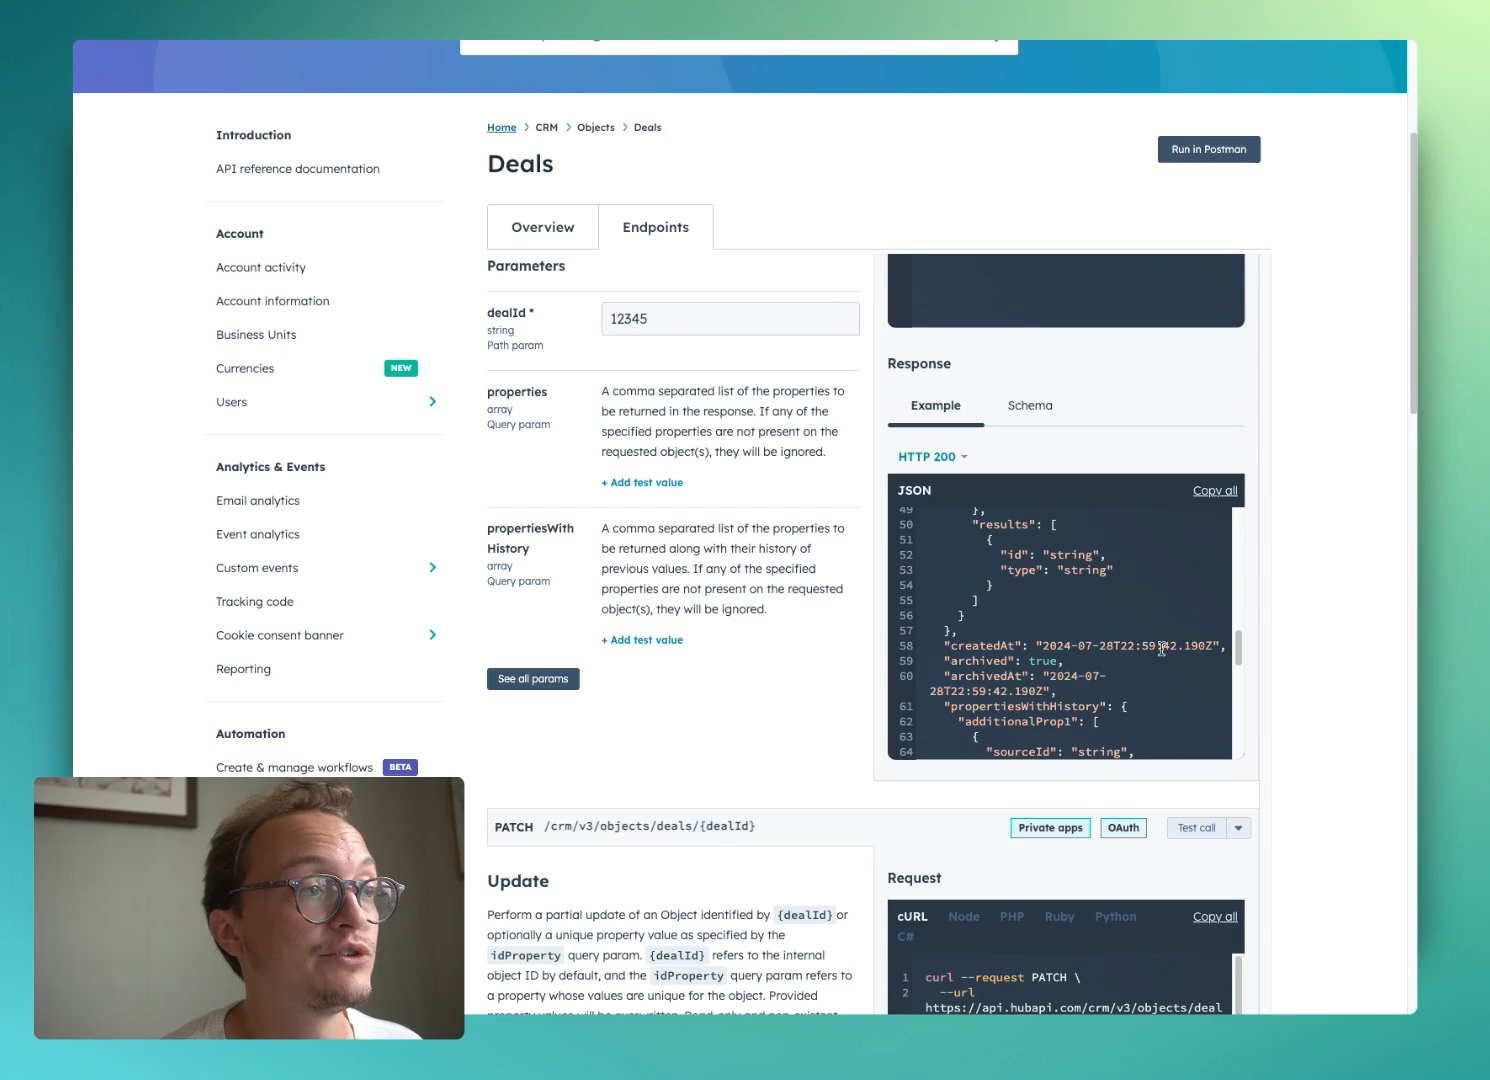 Home > CRM > Objects > Deals
Deals
Run in Postman
Overview
Endpoints
Introduction
API reference documentation
Account
Account activity
Account information
Business Units
Currencies NEW
Users
Analytics & Events
Email analytics
Event analytics
Custom events
Tracking code
Cookie consent banner
Reporting
Automation
Create & manage workflows BETA
Parameters
dealId *
string
Path param
12345
properties
array
Query param
A comma separated list of the properties to
be returned in the response. If any of the
specified properties are not present on the
requested object(s), they will be ignored.
+ Add test value
propertiesWith
History
array
Query param
A comma separated list of the properties to
be returned along with their history of
previous values. If any of the specified
properties are not present on the requested
object(s), they will be ignored.
+ Add test value
See all params
Response
Example
Schema
HTTP 200
JSON
Copy all
49 },
50 "results": [
51 {
52 "id": "string",
53 "type": "string"
54 }
55 ]
56 }
57 },
58 "createdAt": "2024-07-28T22:59:42.190Z",
59 "archived": true,
60 "archivedAt": "2024-07-
28T22:59:42.190Z",
61 "propertiesWithHistory": {
62 "additionalProp1": [
63 {
64 "sourceId": "string",
PATCH /crm/v3/objects/deals/{dealId}
Private apps
OAuth
Test call
Update
Perform a partial update of an Object identified by {dealId} or
optionally a unique property value as specified by the
idProperty query param. {dealId} refers to the internal
object ID by default, and the idProperty query param refers to
a property whose values are unique for the object. Provided
Request
cURL Node PHP Ruby Python
C#
Copy all
1 curl --request PATCH \
2 --url
https://api.hubapi.com/crm/v3/objects/deal